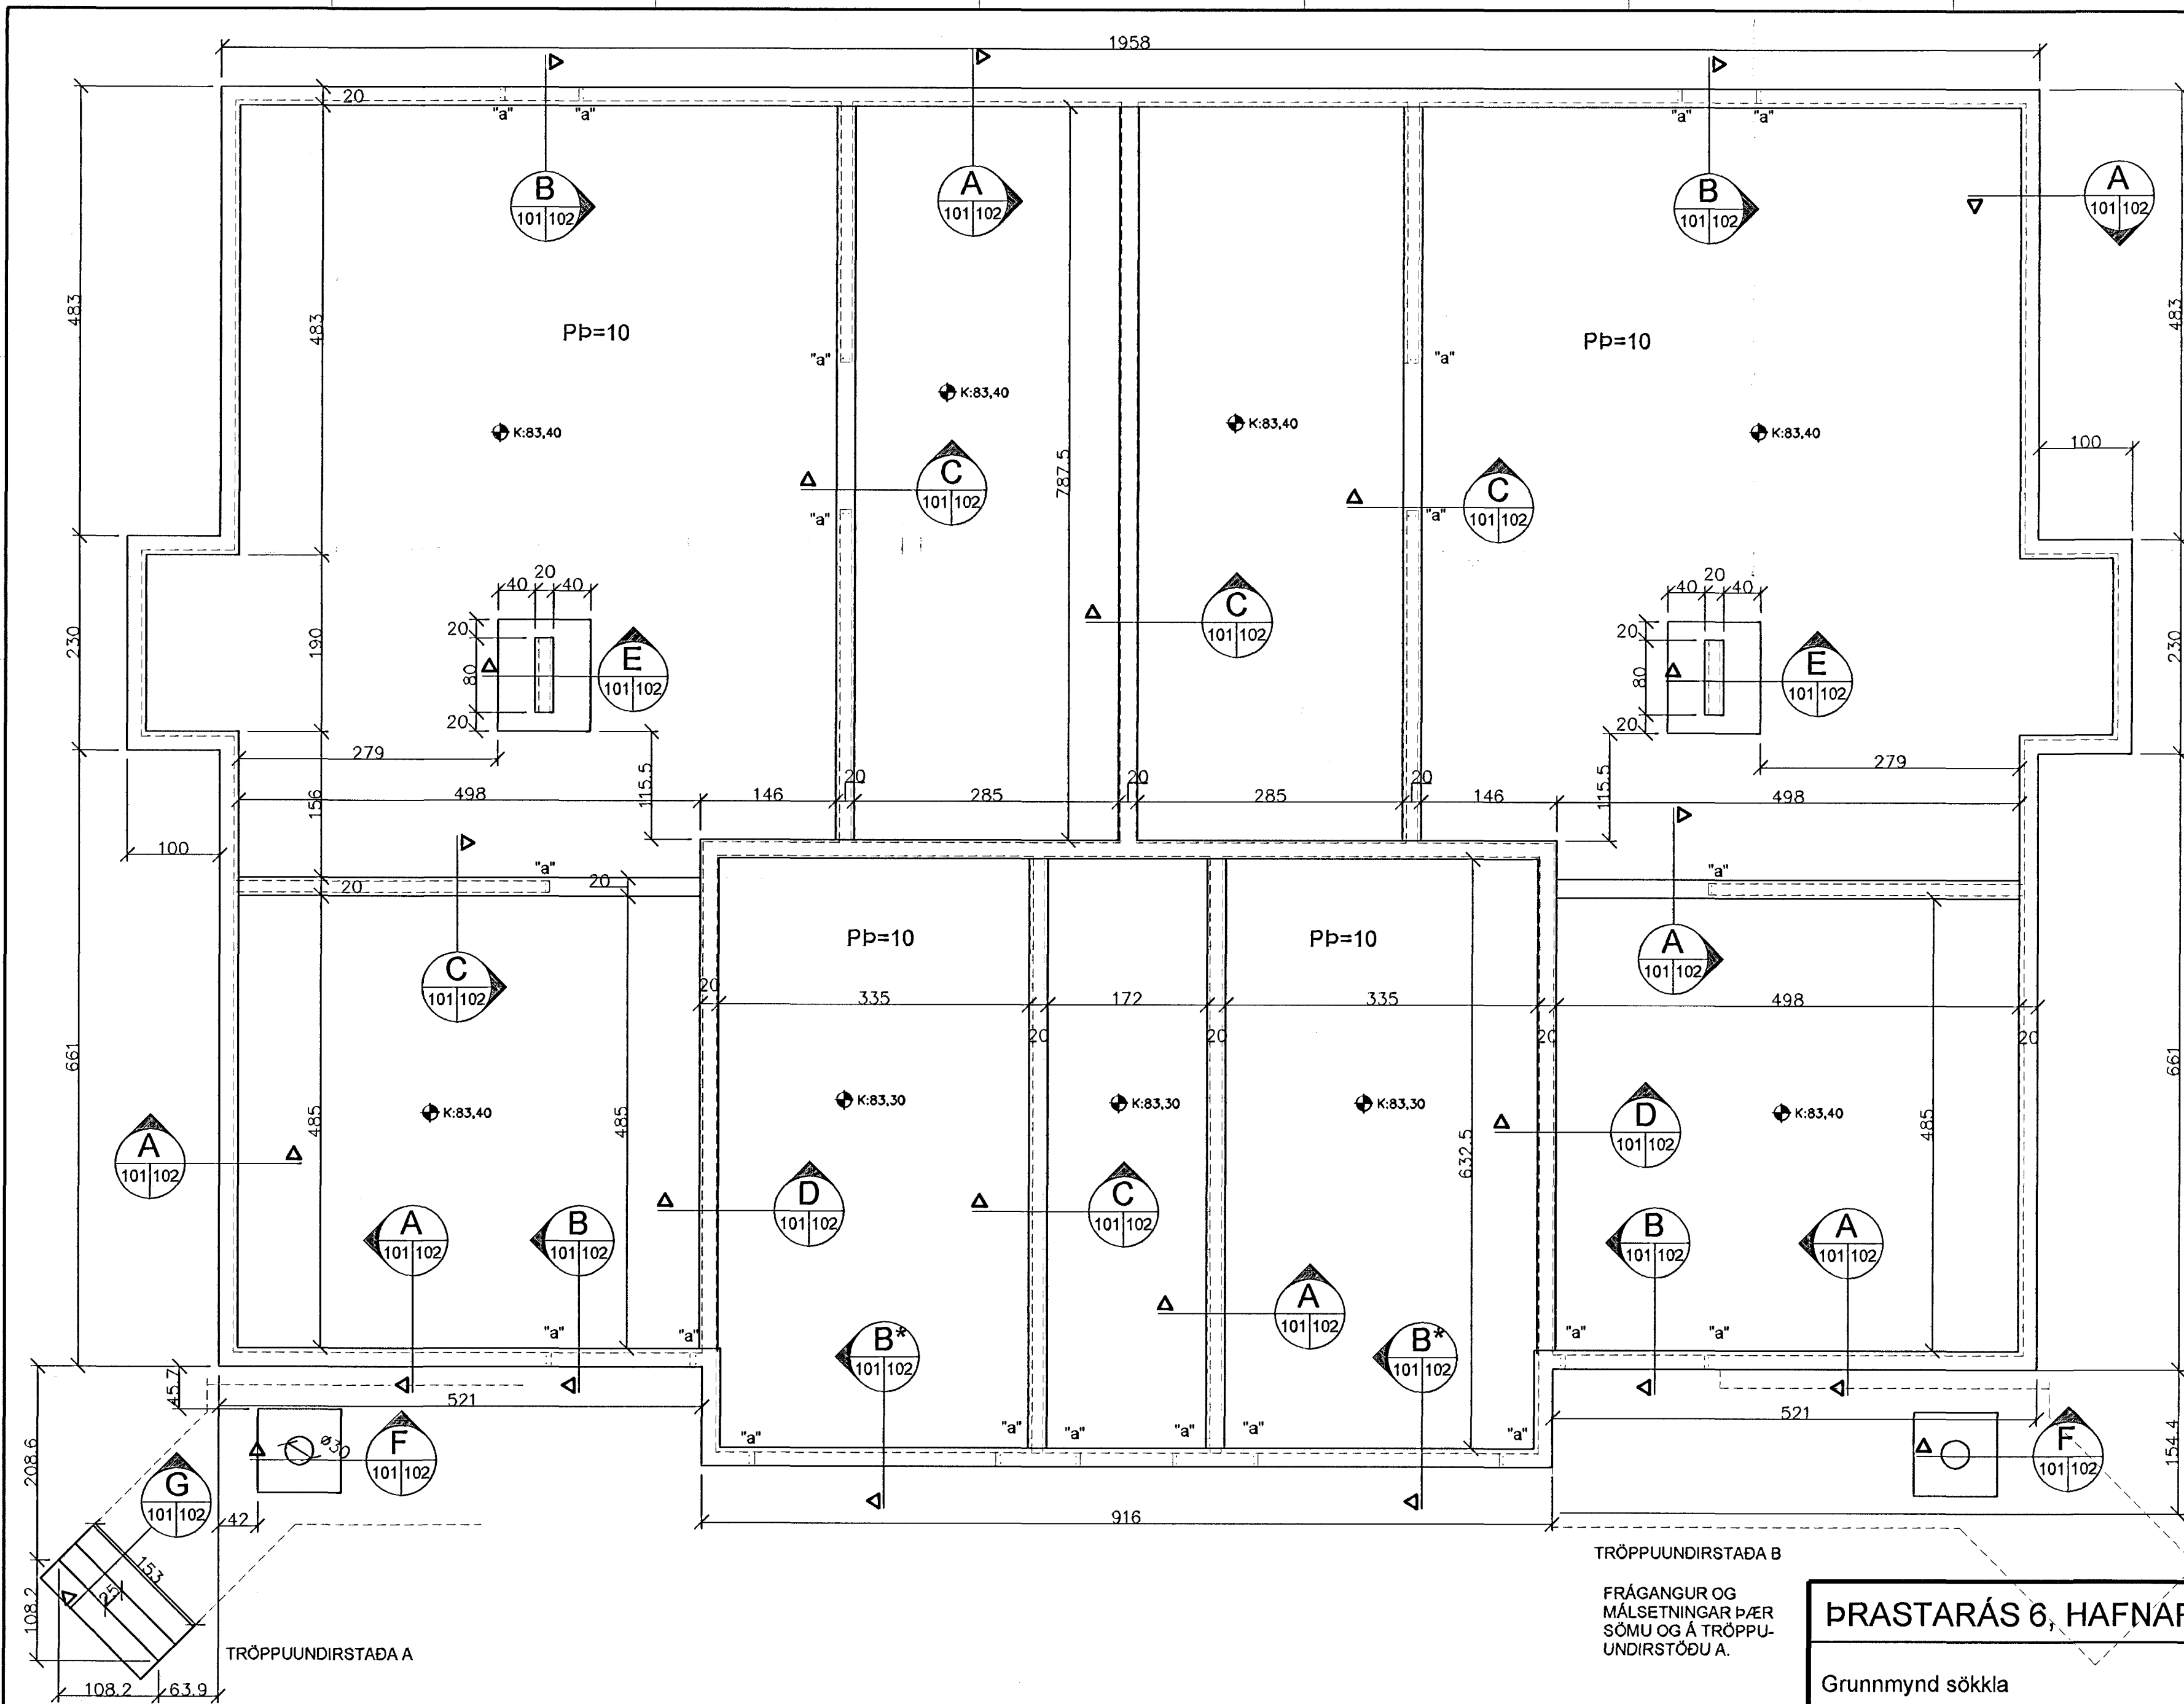 1958
20
"a" "a" "a" "a"
B
101 102
A
101 102
B
101 102
A
101 102
483
483
483
PÞ=10
PÞ=10
"a" "a"
K:83,40
K:83,40
K:83,40
K:83,40
787.5
100
C
101 102
C
101 102
"a" "a"
40 20 40
40 20 40
C
101 102
230
190
20
80
20
E
101 102
20
80
20
E
101 102
230
279
115.5
279
115.5
156
498 146 20 285 20 285 20 146 498
100
"a"
20
20
"a"
PÞ=10
PÞ=10
C
101 102
A
101 102
20 335 172 335 498
20 20 20 20
661
661
K:83,40
K:83,30
K:83,30
K:83,30
K:83,40
485
485
632.5
485
A
101 102
D
101 102
D
101 102
C
101 102
A
101 102
B
101 102
B
101 102
A
101 102
A
101 102
B*
101 102
B*
101 102
"a" "a" "a" "a"
45.7
521
521
"a" "a" "a" "a" "a" "a"
ø30
F
101 102
F
101 102
154.4
208.6
G
101 102
42
916
153
25
108.2
108.2 63.9
TRÖPPUUNDIRSTAÐA A
TRÖPPUUNDIRSTAÐA B
FRÁGANGUR OG
MÁLSETNINGAR ÞÆR
SÖMU OG Á TRÖPPU-
UNDIRSTÖÐU A.
ÞRASTARÁS 6, HAFNAR
Grunnmynd sökkla